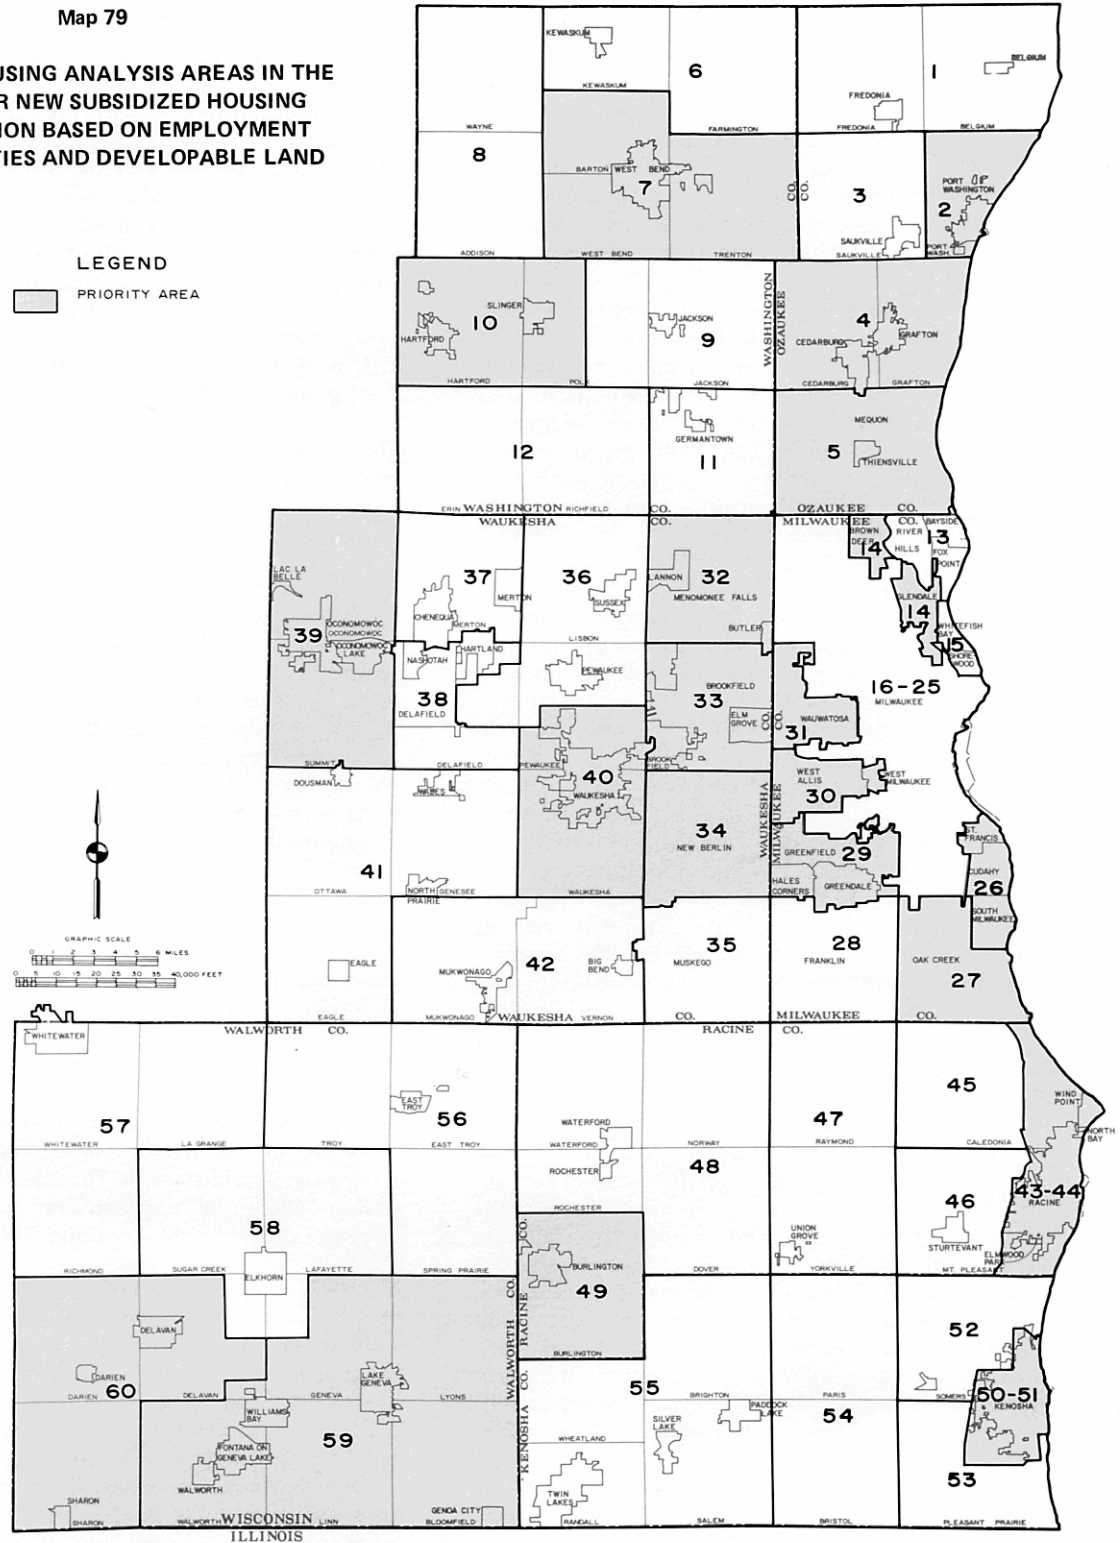 Map 79
USING ANALYSIS AREAS IN THE
R NEW SUBSIDIZED HOUSING
ION BASED ON EMPLOYMENT
TIES AND DEVELOPABLE LAND
LEGEND
PRIORITY AREA
KEWASKUM
6
1
BELGIUM
KEWASKUM
FREDONIA
WAYNE
FARMINGTON
FREDONIA
BELGIUM
8
BARTON
WEST BEND
7
CO.
CO.
3
PORT
WASHINGTON
2
SAUKVILLE
PORT
WASH.
ADDISON
WEST BEND
TRENTON
SAUKVILLE
SLINGER
10
HARTFORD
JACKSON
9
WASHINGTON
OZAUKEE
4
CEDARBURG
GRAFTON
HARTFORD
POLK
JACKSON
CEDARBURG
GRAFTON
12
GERMANTOWN
11
MEQUON
5
THIENSVILLE
ERIN
WASHINGTON
RICHFIELD
CO.
OZAUKEE CO.
WAUKESHA
CO.
MILWAUKEE CO.
BROWN
DEER
14
RIVER
HILLS
BAYSIDE
13
FOX
POINT
LAC LA
BELLE
37
MERTON
CHENEQUA
MERTON
36
SUSSEX
LISBON
LANNON
32
MENOMONEE FALLS
BUTLER
GLENDALE
14
WHITEFISH
BAY
15
SHORE
WOOD
39
OCONOMOWOC
OCONOMOWOC
OCONOMOWOC
LAKE
NASHOTAH
HARTLAND
38
DELAFIELD
PEWAUKEE
BROOKFIELD
33
ELM
GROVE
CO.
CO.
16-25
MILWAUKEE
WAUWATOSA
31
SUMMIT
DELAFIELD
PEWAUKEE
BROOK
FIELD
DOUSMAN
WALES
40
WAUKESHA
WEST
ALLIS
30
WEST
MILWAUKEE
41
34
NEW BERLIN
WAUKESHA
MILWAUKEE
GREENFIELD
29
ST.
FRANCIS
CUDAHY
26
HALES
CORNERS
GREENDALE
OTTAWA
NORTH
PRAIRIE
GENESEE
WAUKESHA
SOUTH
MILWAUKEE
GRAPHIC SCALE
0 1 2 3 4 5 6 MILES
0 5 10 15 20 25 30 35 40,000 FEET
EAGLE
MUKWONAGO
42
BIG
BEND
35
MUSKEGO
28
FRANKLIN
OAK CREEK
27
EAGLE
MUKWONAGO
WAUKESHA
VERNON
CO.
MILWAUKEE
CO.
WALWORTH CO.
RACINE
CO.
WHITEWATER
57
EAST
TROY
56
WATERFORD
47
45
WIND
POINT
NORTH
BAY
WHITEWATER
LA GRANGE
TROY
EAST TROY
WATERFORD
NORWAY
RAYMOND
CALEDONIA
ROCHESTER
48
43-44
RACINE
46
ROCHESTER
58
UNION
GROVE
STURTEVANT
ELMWOOD
PARK
ELKHORN
BURLINGTON
49
RICHMOND
SUGAR CREEK
LAFAYETTE
SPRING PRAIRIE
DOVER
YORKVILLE
MT. PLEASANT
WALWORTH CO.
RACINE CO.
DELAVAN
52
BURLINGTON
DARIEN
60
LAKE
GENEVA
DARIEN
DELAVAN
GENEVA
LYONS
55
BRIGHTON
PARIS
SOMERS
50-51
KENOSHA
WILLIAMS
BAY
59
KENOSHA CO.
SILVER
LAKE
PADDOCK
LAKE
54
WHEATLAND
FONTANA ON
GENEVA LAKE
WALWORTH
53
SHARON
GENOA CITY
TWIN
LAKES
SHARON
WALWORTH
WISCONSIN
LINN
BLOOMFIELD
RANDALL
SALEM
BRISTOL
PLEASANT PRAIRIE
ILLINOIS